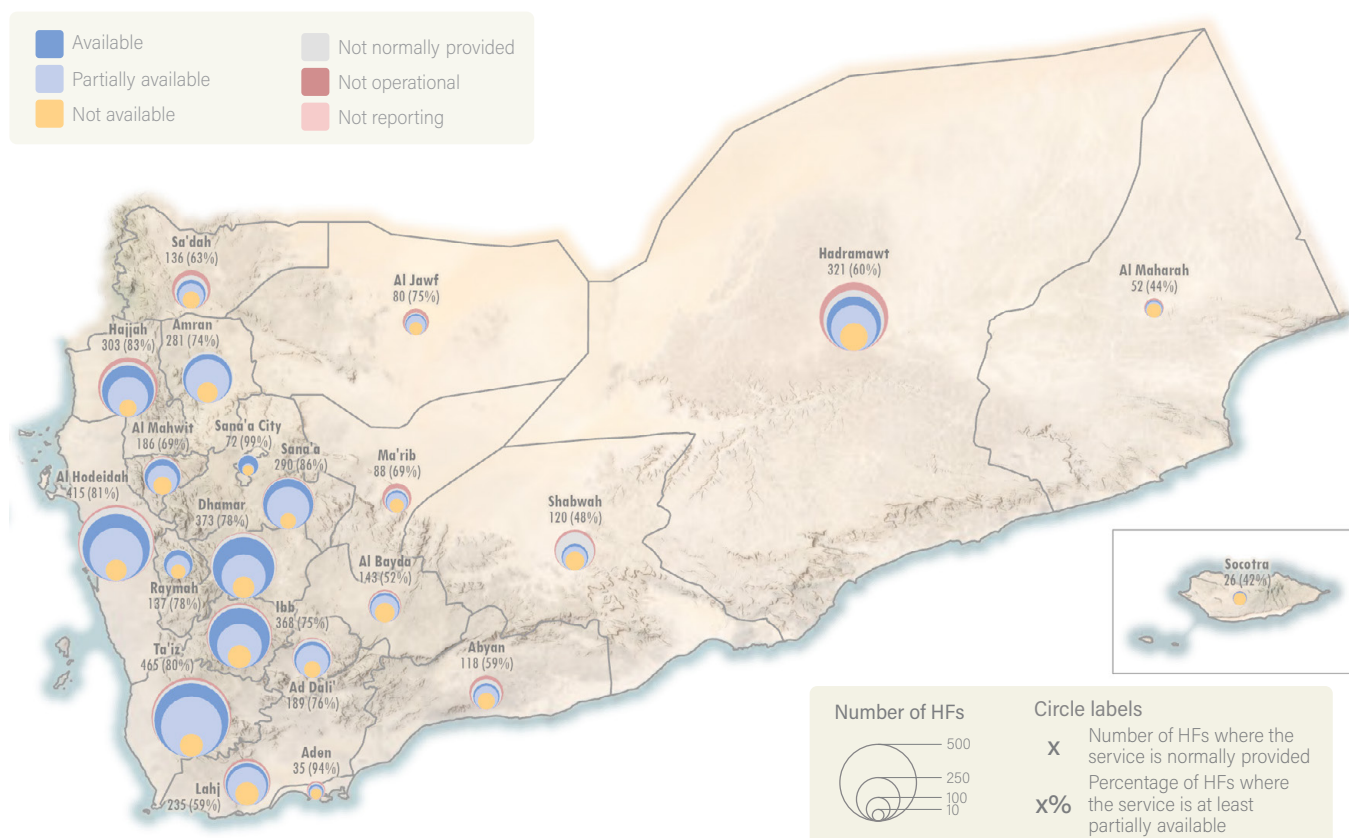 Available
Partially available
Not available
Not normally provided
Not operational
Not reporting
Sa'dah
136 (63%)
Al Jawf
80 (75%)
Hadramawt
321 (60%)
Al Maharah
52 (44%)
Hajjah
303 (83%)
Amran
281 (74%)
Al Mahwit
186 (69%)
Sana'a City
72 (99%)
Sana'a
290 (86%)
Ma'rib
88 (69%)
Al Hodeidah
415 (81%)
Dhamar
373 (78%)
Shabwah
120 (48%)
Al Bayda
143 (52%)
Raymah
137 (78%)
Ibb
368 (75%)
Socotra
26 (42%)
Ta'iz
465 (80%)
Ad Dali'
189 (76%)
Abyan
118 (59%)
Aden
35 (94%)
Lahj
235 (59%)
Number of HFs
500
250
100
10
Circle labels
x Number of HFs where the
service is normally provided
x% Percentage of HFs where
the service is at least
partially available